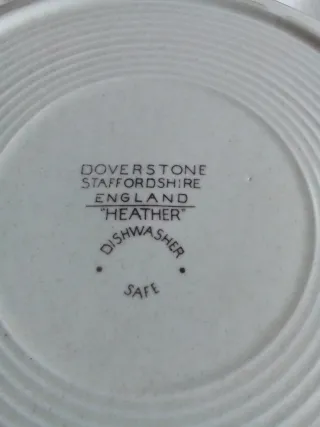 DOVERSTONE
STAFFORDSHIRE
ENGLAND
"HEATHER"
DISHWASHER
SAFE